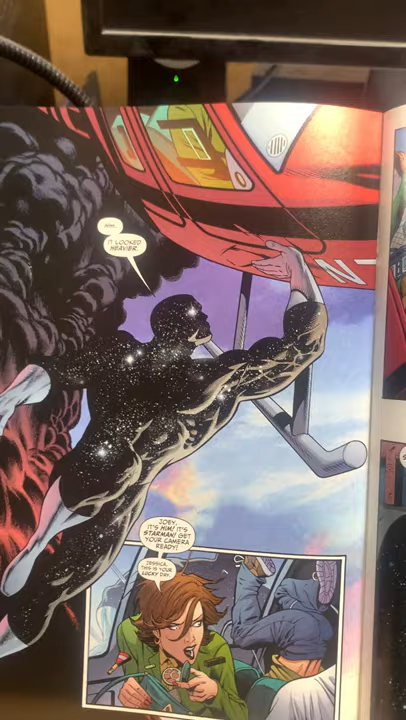 HMM.
IT LOOKED
HEAVIER.
N
JOEY,
IT'S HIM! IT'S
STARMAN! GET
YOUR CAMERA
READY!
JESSICA,
THIS IS YOUR
LUCKY DAY.